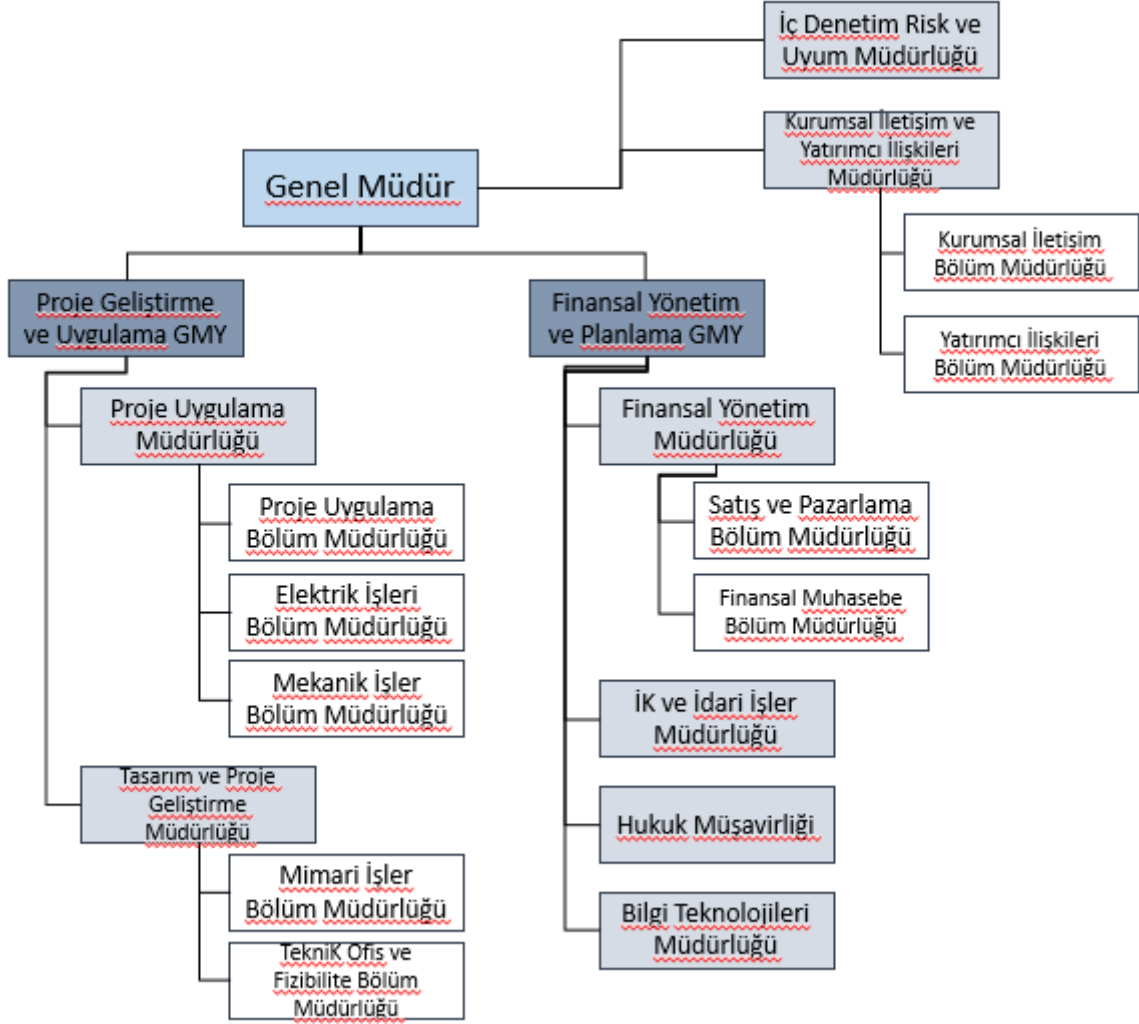 İç Denetim Risk ve
Uyum Müdürlüğü
Kurumsal İletişim ve
Yatırımcı İlişkileri
Müdürlüğü
Genel Müdür
Kurumsal İletişim
Bölüm Müdürlüğü
Yatırımcı İlişkileri
Bölüm Müdürlüğü
Proje Geliştirme
ve Uygulama GMY
Proje Uygulama
Müdürlüğü
Proje Uygulama
Bölüm Müdürlüğü
Elektrik İşleri
Bölüm Müdürlüğü
Mekanik İşler
Bölüm Müdürlüğü
Tasarım ve Proje
Geliştirme
Müdürlüğü
Mimari İşler
Bölüm Müdürlüğü
TekniK Ofis ve
Fizibilite Bölüm
Müdürlüğü
Finansal Yönetim
ve Planlama GMY
Finansal Yönetim
Müdürlüğü
Satış ve Pazarlama
Bölüm Müdürlüğü
Finansal Muhasebe
Bölüm Müdürlüğü
İK ve İdari İşler
Müdürlüğü
Hukuk Müşavirliği
Bilgi Teknolojileri
Müdürlüğü